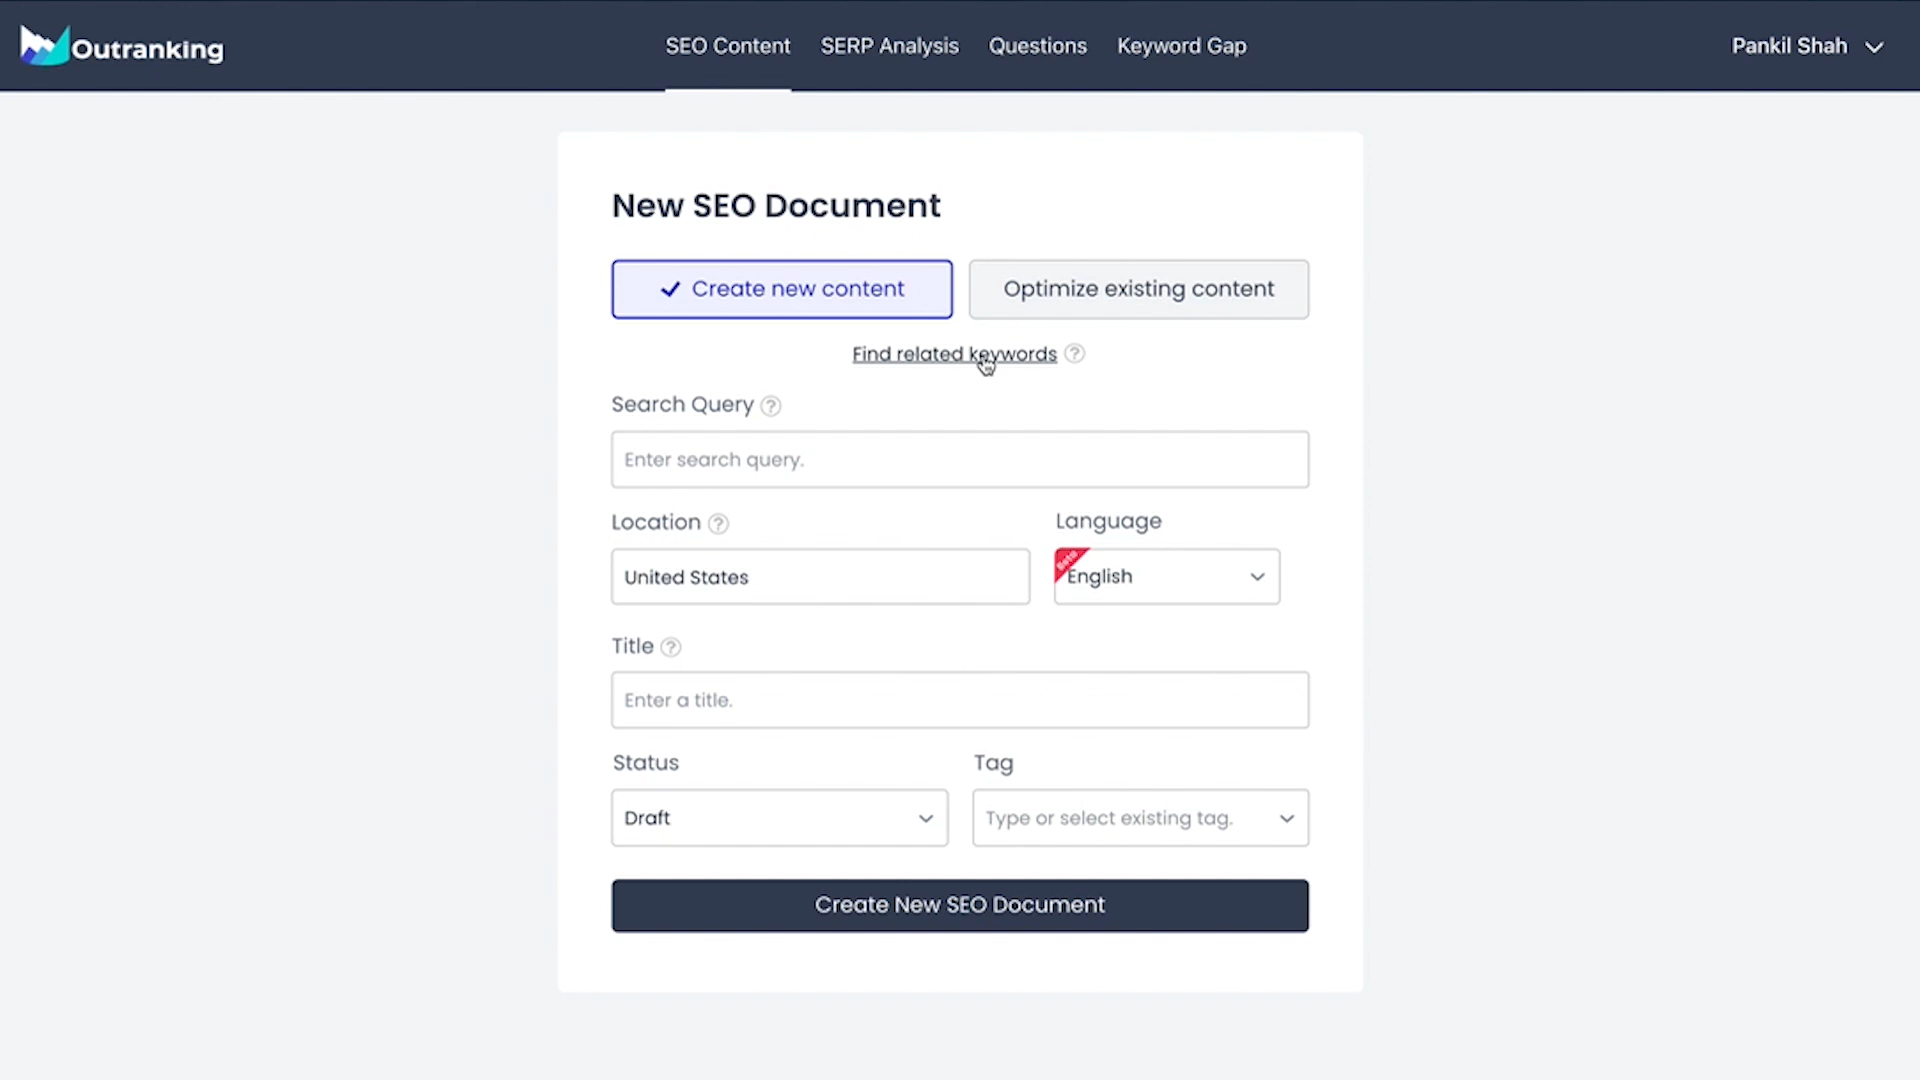 Outranking
SEO Content SERP Analysis Questions Keyword Gap
Pankil Shah
New SEO Document
Create new content
Optimize existing content
Find related keywords ?
Search Query ?
Enter search query.
Location ?
Language
United States
Beta
English
Title ?
Enter a title.
Status
Tag
Draft
Type or select existing tag.
Create New SEO Document